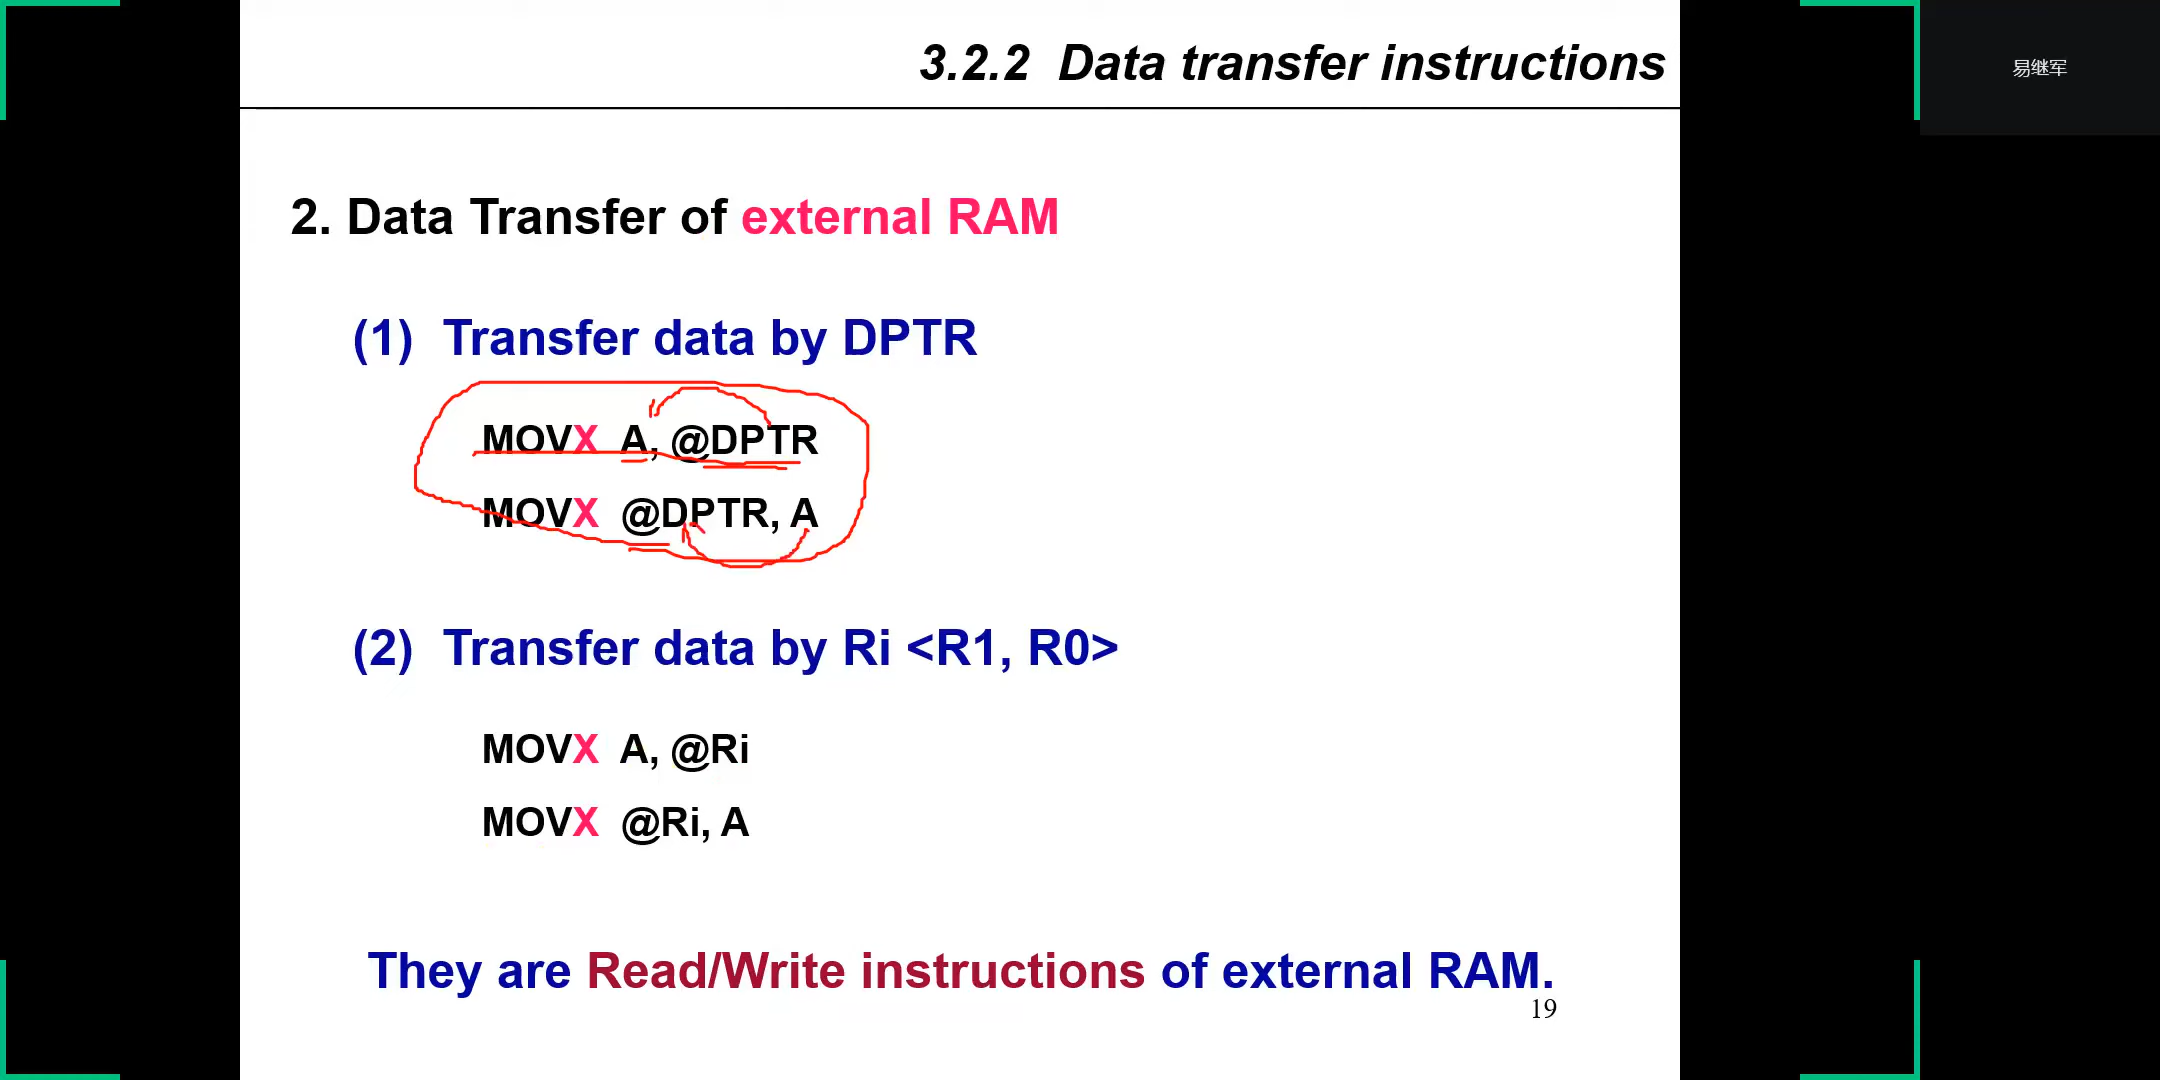 3.2.2 Data transfer instructions
易继军
2. Data Transfer of external RAM
(1) Transfer data by DPTR
MOVX A, @DPTR
MOVX @DPTR, A
(2) Transfer data by Ri <R1, R0>
MOVX A, @Ri
MOVX @Ri, A
They are Read/Write instructions of external RAM.
19